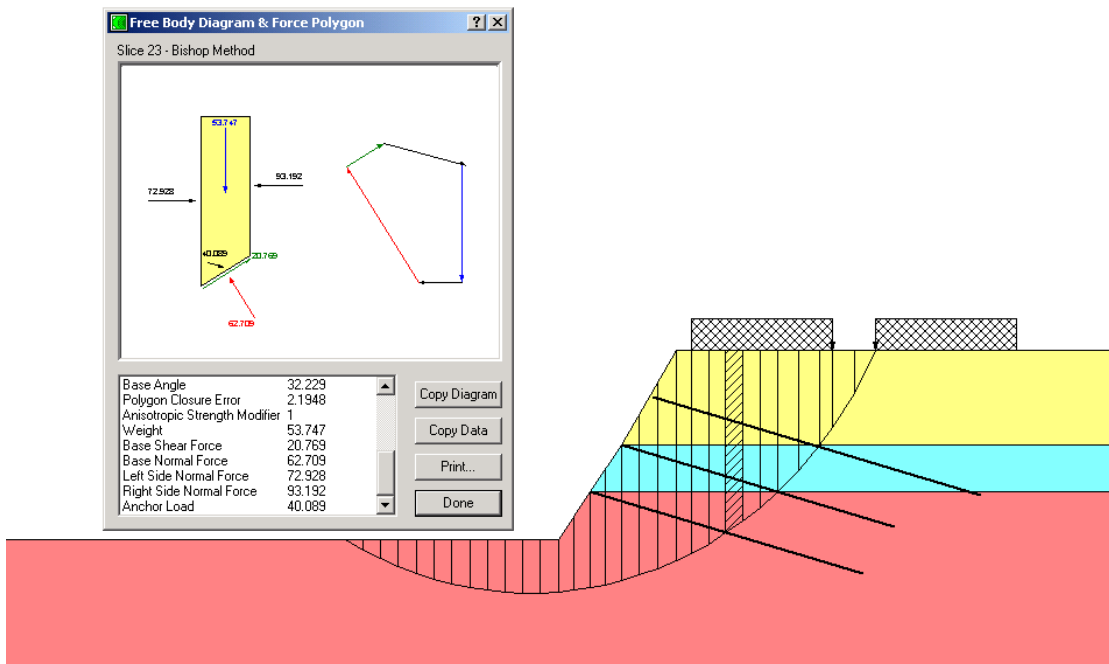 Free Body Diagram & Force Polygon
Slice 23 - Bishop Method
53.747
93.192
72.928
40.089
20.769
62.709
Base Angle 32.229
Polygon Closure Error 2.1948
Anisotropic Strength Modifier 1
Weight 53.747
Base Shear Force 20.769
Base Normal Force 62.709
Left Side Normal Force 72.928
Right Side Normal Force 93.192
Anchor Load 40.089
Copy Diagram
Copy Data
Print...
Done